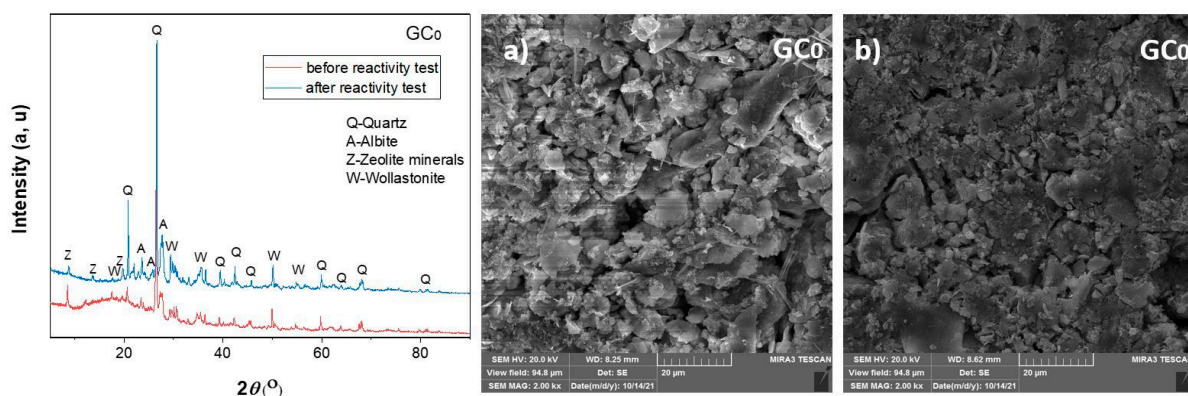 Q
GC₀
before reactivity test
after reactivity test
Q-Quartz
A-Albite
Z-Zeolite minerals
W-Wollastonite
Q
A
A
W
Z
Z
Z
W
A
W
Q
Q
Q
W
W
Q
Q
Q
Q
20
40
60
80
2θ(O)
Intensity (a, u)
a)
GC₀
SEM HV: 20.0 kV
WD: 8.25 mm
MIRA3 TESCAN
View field: 94.8 µm
Det: SE
20 µm
SEM MAG: 2.00 kx
Date(m/d/y): 10/14/21
b)
GC₀
SEM HV: 20.0 kV
WD: 8.62 mm
MIRA3 TESCAN
View field: 94.8 µm
Det: SE
20 µm
SEM MAG: 2.00 kx
Date(m/d/y): 10/14/21